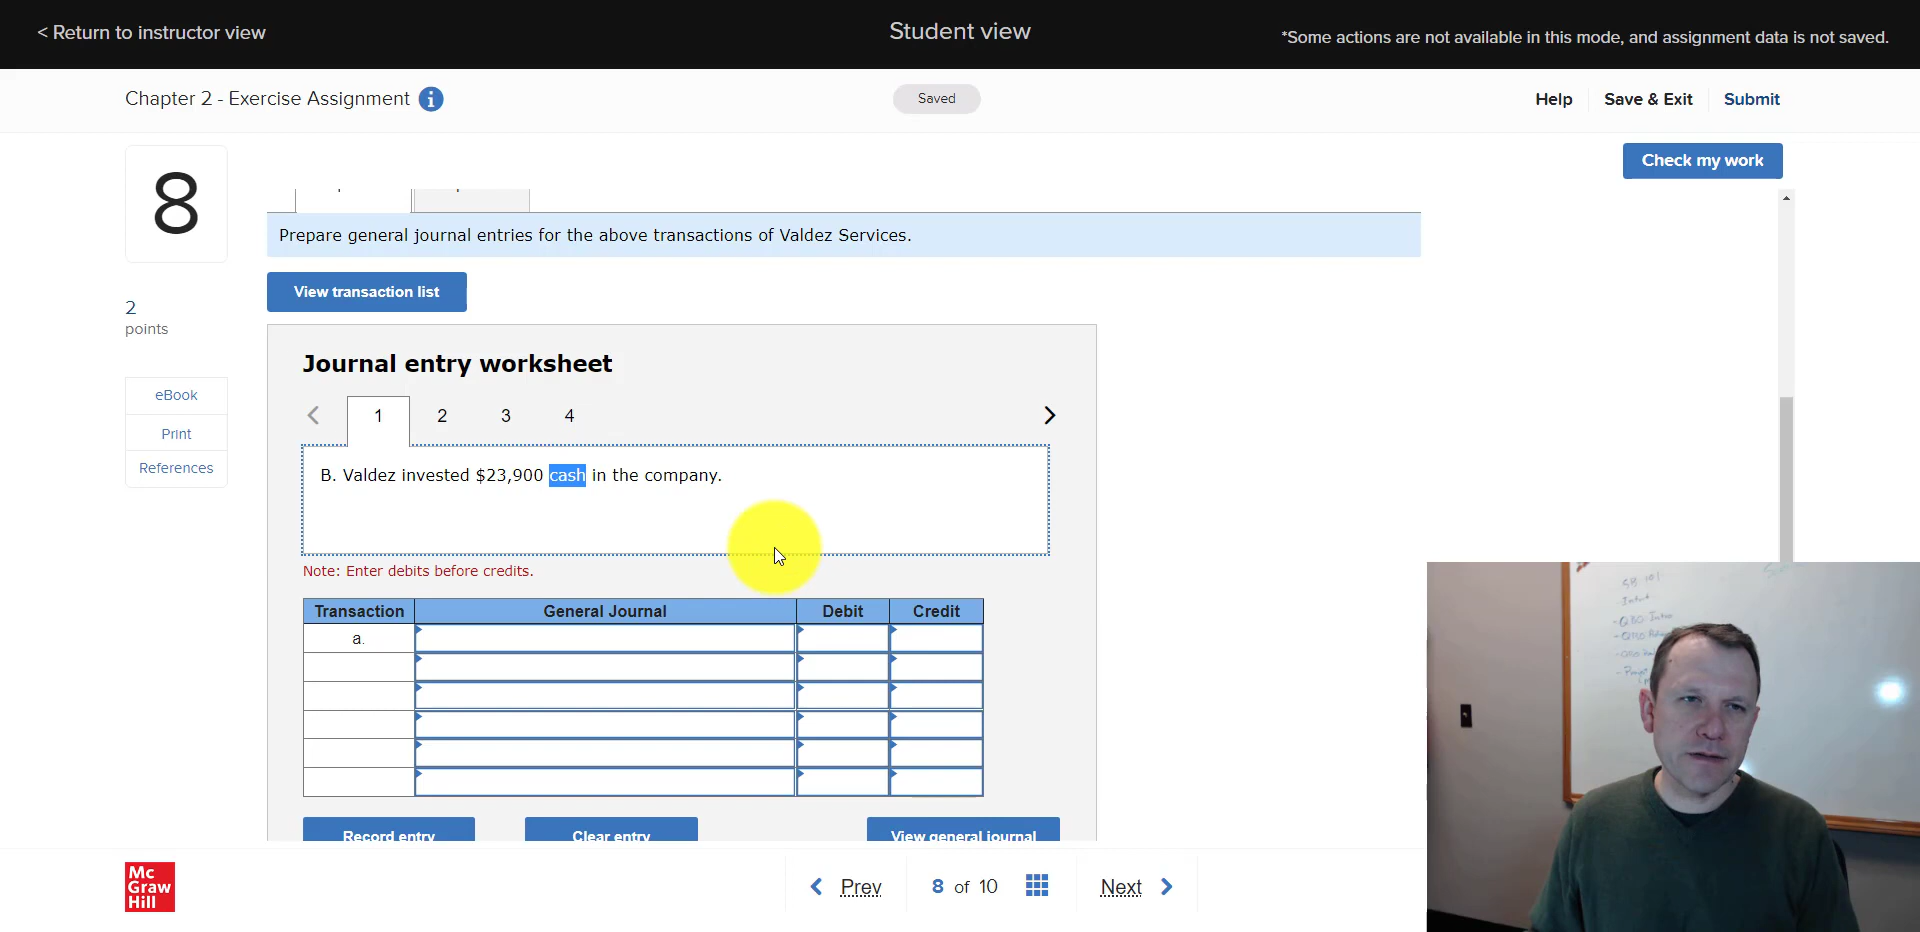 < Return to instructor view
Student view
*Some actions are not available in this mode, and assignment data is not saved.
Chapter 2 - Exercise Assignment i
Saved
Help
Save & Exit
Submit
8
Check my work
Prepare general journal entries for the above transactions of Valdez Services.
View transaction list
2
points
Journal entry worksheet
eBook
Print
References
1 2 3 4
B. Valdez invested $23,900 cash in the company.
Note: Enter debits before credits.
Transaction General Journal Debit Credit
a.
Record entry
Clear entry
View general journal
SB 101
Mc
Graw
Hill
Prev
8 of 10
Next